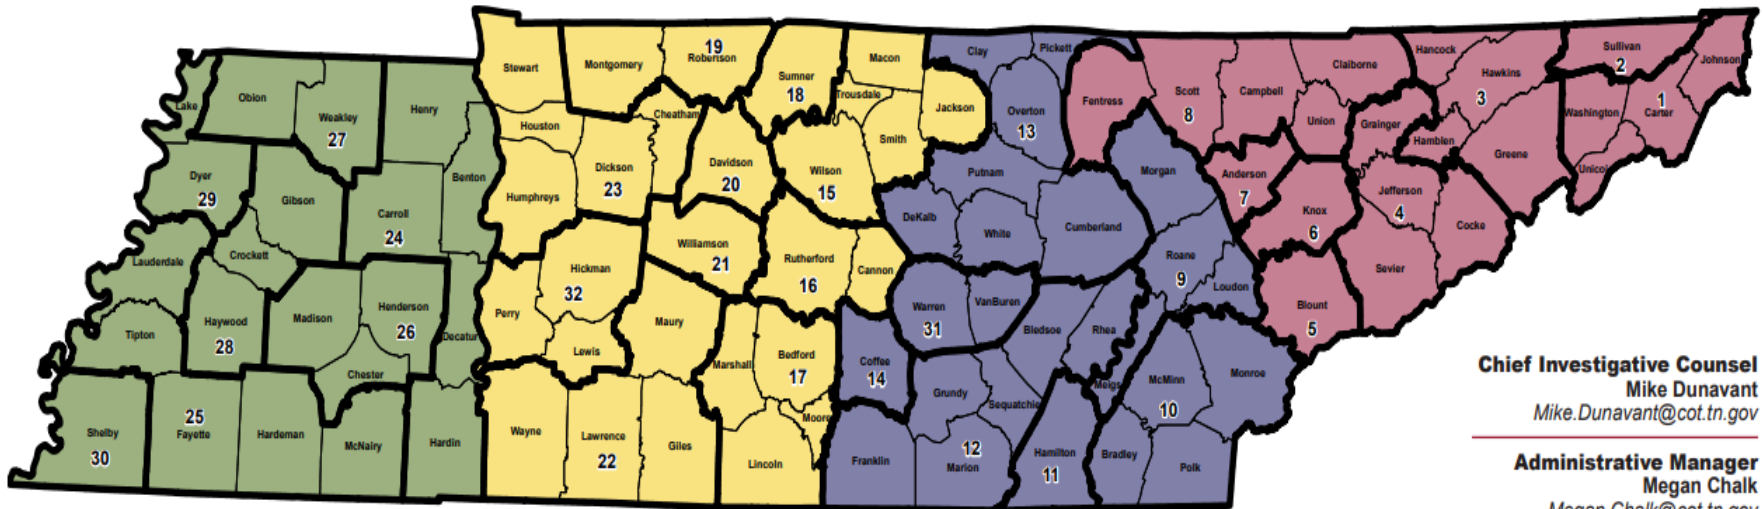 Lake
Obion
Weakley
27
Henry
Dyer
29
Gibson
Carroll
24
Benton
Lauderdale
Crockett
Tipton
Haywood
28
Madison
Henderson
26
Decatur
Chester
Shelby
30
25
Fayette
Hardeman
McNairy
Hardin
Stewart
Montgomery
19
Robertson
Sumner
18
Macon
Trousdale
Houston
Cheatham
Smith
Jackson
Humphreys
Dickson
23
Davidson
20
Wilson
15
Williamson
21
Rutherford
16
Cannon
Hickman
32
Perry
Lewis
Maury
Marshall
Bedford
17
Moore
Wayne
Lawrence
22
Giles
Lincoln
Clay
Pickett
Overton
13
Putnam
DeKalb
White
Cumberland
Morgan
Roane
9
Loudon
Warren
31
VanBuren
Bledsoe
Rhea
Coffee
14
Grundy
Sequatchie
Meigs
McMinn
10
Monroe
Franklin
12
Marion
Hamilton
11
Bradley
Polk
Fentress
Scott
8
Campbell
Claiborne
Union
Hancock
Hawkins
3
Sullivan
2
Johnson
1
Carter
Washington
Unicoi
Grainger
Hamblen
Greene
Anderson
7
Knox
6
Jefferson
4
Cocke
Sevier
Blount
5
Chief Investigative Counsel
Mike Dunavant
Mike.Dunavant@cot.tn.gov
Administrative Manager
Megan Chalk
Megan.Chalk@cot.tn.gov